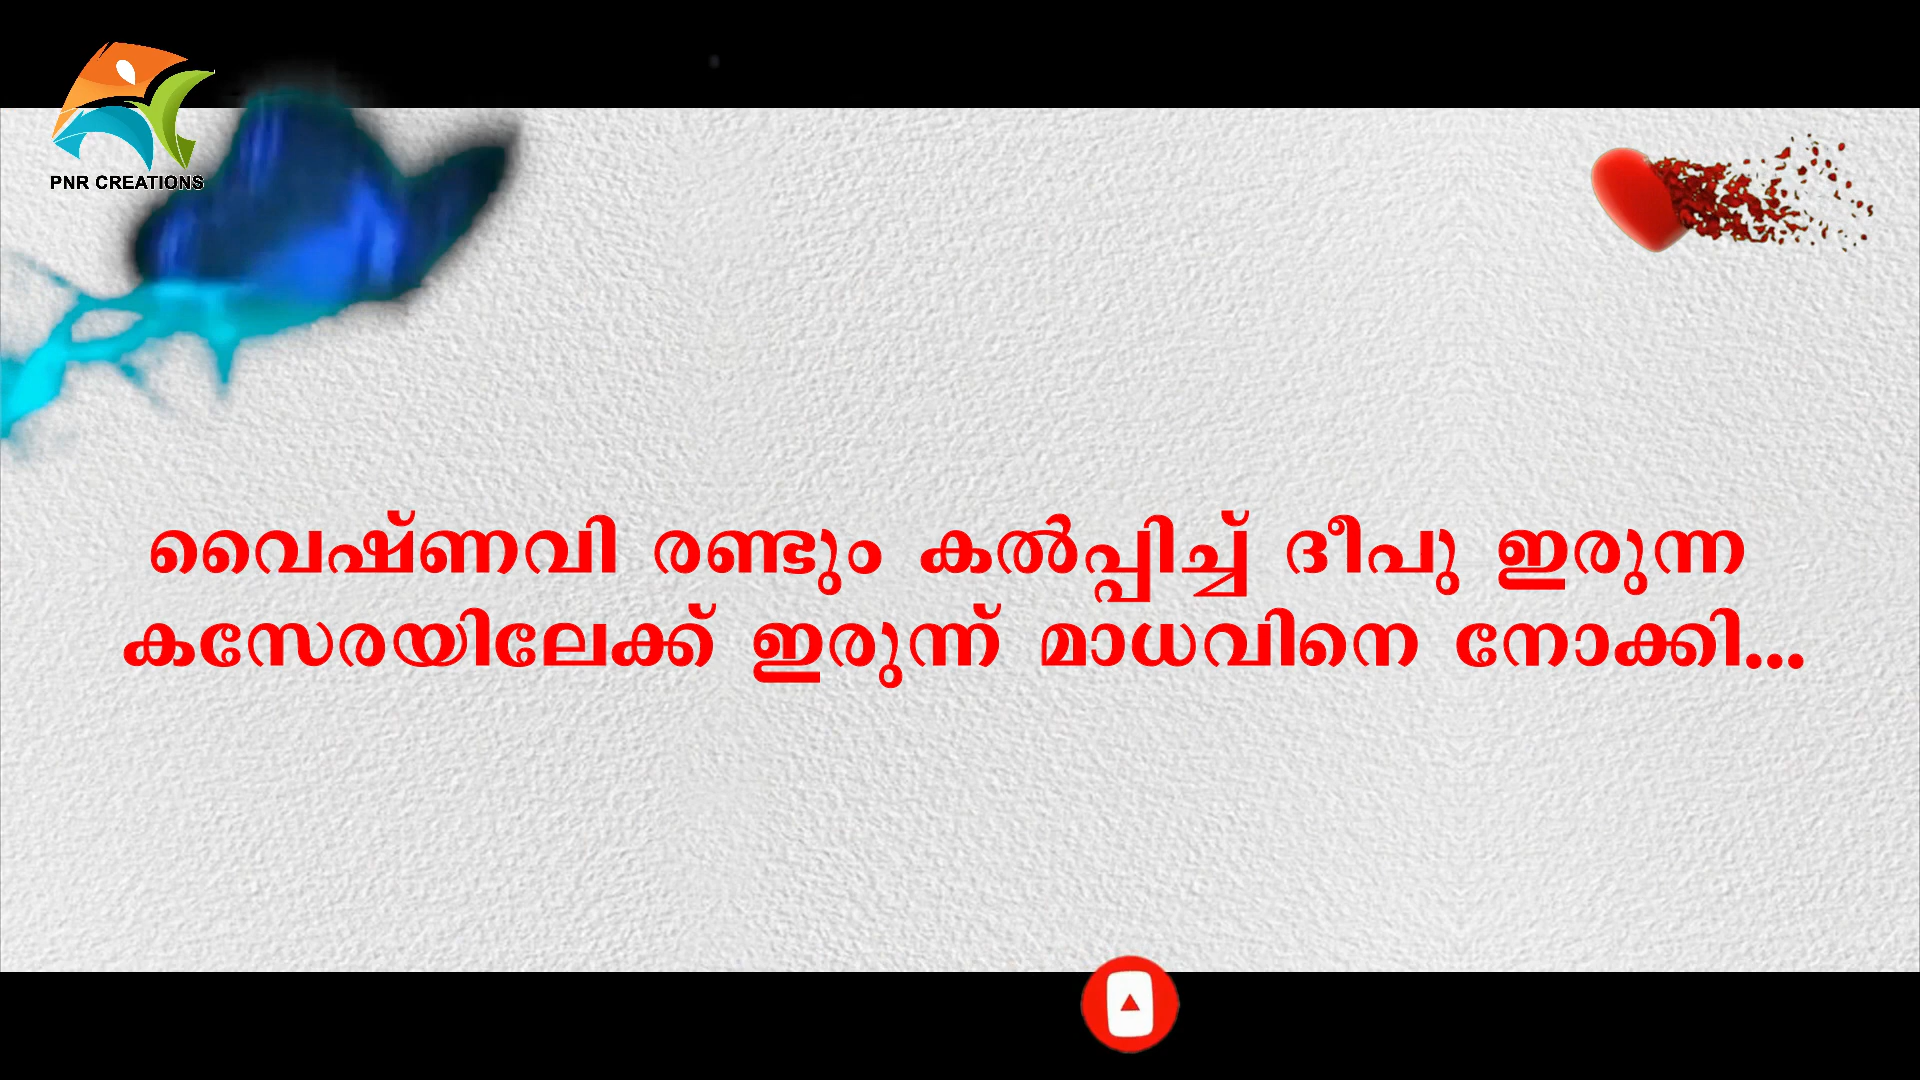 PNR CREATIONS
വൈഷ്ണവി രണ്ടും കൽപ്പിച്ച് ദീപു ഇരുന്ന
കസേരയിലേക്ക് ഇരുന്ന് മാധവിനെ നോക്കി...